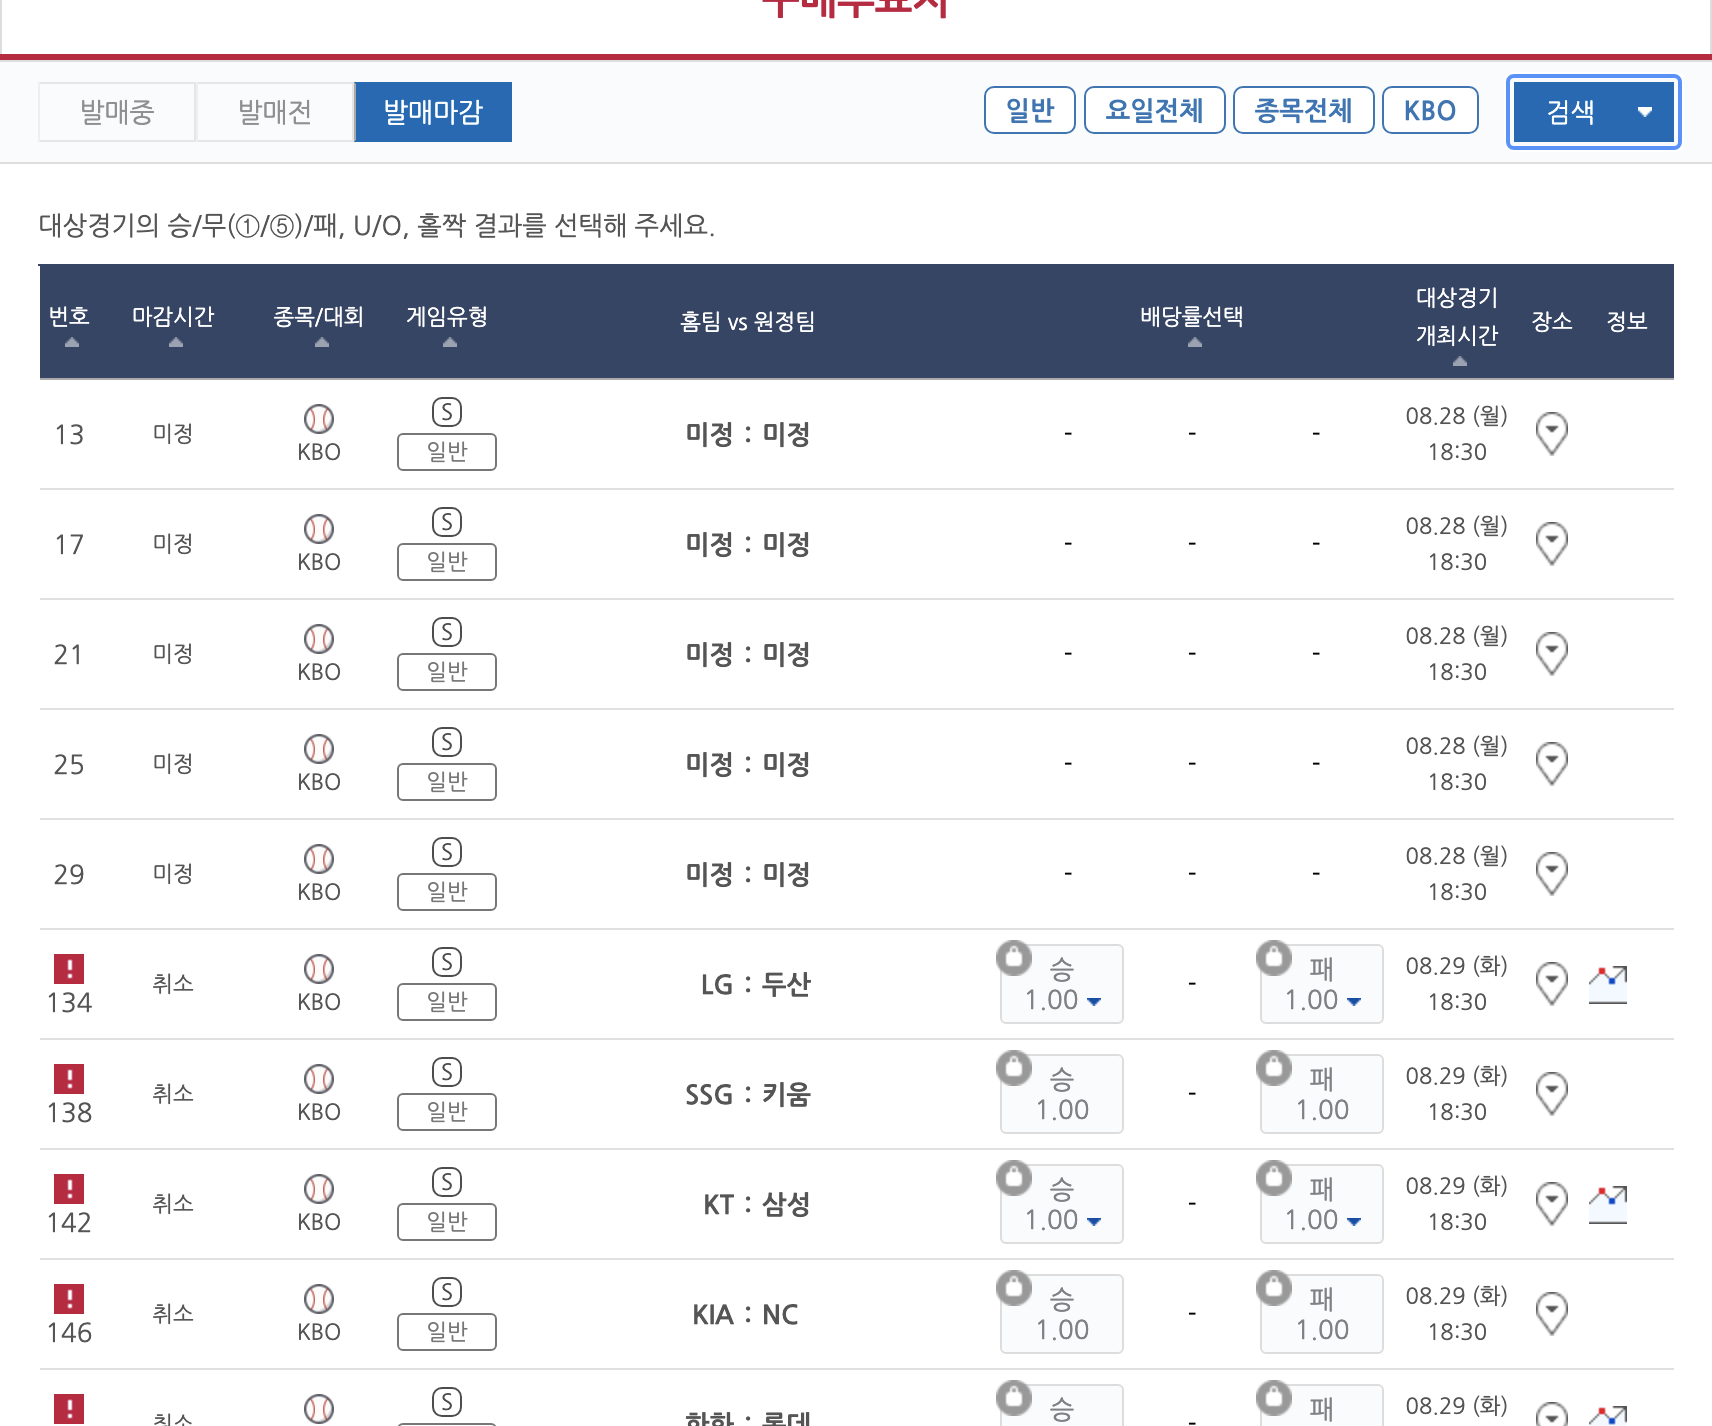 구매투표지
발매중 발매전 발매마감 일반 요일전체 종목전체 KBO 검색
대상경기의 승/무(①/⑤)/패, U/O, 홀짝 결과를 선택해 주세요.
번호 마감시간 종목/대회 게임유형 홈팀 vs 원정팀 배당률선택 대상경기 개최시간 장소 정보
13 미정 KBO S 일반 미정 : 미정 - - - 08.28 (월) 18:30
17 미정 KBO S 일반 미정 : 미정 - - - 08.28 (월) 18:30
21 미정 KBO S 일반 미정 : 미정 - - - 08.28 (월) 18:30
25 미정 KBO S 일반 미정 : 미정 - - - 08.28 (월) 18:30
29 미정 KBO S 일반 미정 : 미정 - - - 08.28 (월) 18:30
! 134 취소 KBO S 일반 LG : 두산 승 1.00 - 패 1.00 08.29 (화) 18:30
! 138 취소 KBO S 일반 SSG : 키움 승 1.00 - 패 1.00 08.29 (화) 18:30
! 142 취소 KBO S 일반 KT : 삼성 승 1.00 - 패 1.00 08.29 (화) 18:30
! 146 취소 KBO S 일반 KIA : NC 승 1.00 - 패 1.00 08.29 (화) 18:30
! 취소 S 한화 : 롯데 승 - 패 08.29 (화)